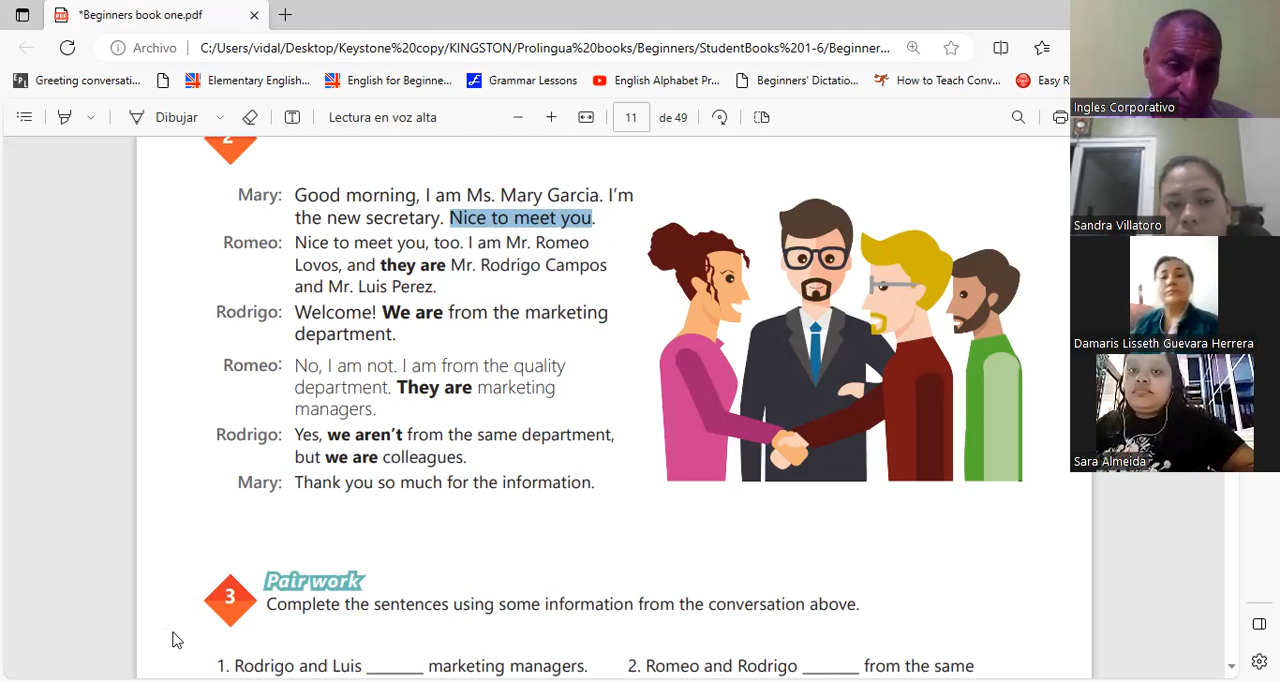 *Beginners book one.pdf
Archivo
C:/Users/vidal/Desktop/Keystone%20copy/KINGSTON/Prolingua%20books/Beginners/StudentBooks%201-6/Beginner...
Greeting conversati...
Elementary English...
English for Beginne...
Grammar Lessons
English Alphabet Pr...
Beginners' Dictatio...
How to Teach Conv...
Easy R
Dibujar
Lectura en voz alta
11 de 49
2
Mary: Good morning, I am Ms. Mary Garcia. I'm
the new secretary. Nice to meet you.
Romeo: Nice to meet you, too. I am Mr. Romeo
Lovos, and they are Mr. Rodrigo Campos
and Mr. Luis Perez.
Rodrigo: Welcome! We are from the marketing
department.
Romeo: No, I am not. I am from the quality
department. They are marketing
managers.
Rodrigo: Yes, we aren't from the same department,
but we are colleagues.
Mary: Thank you so much for the information.
3
Pair work
Complete the sentences using some information from the conversation above.
1. Rodrigo and Luis ______ marketing managers.
2. Romeo and Rodrigo ______ from the same
Ingles Corporativo
Sandra Villatoro
Damaris Lisseth Guevara Herrera
Sara Almeida